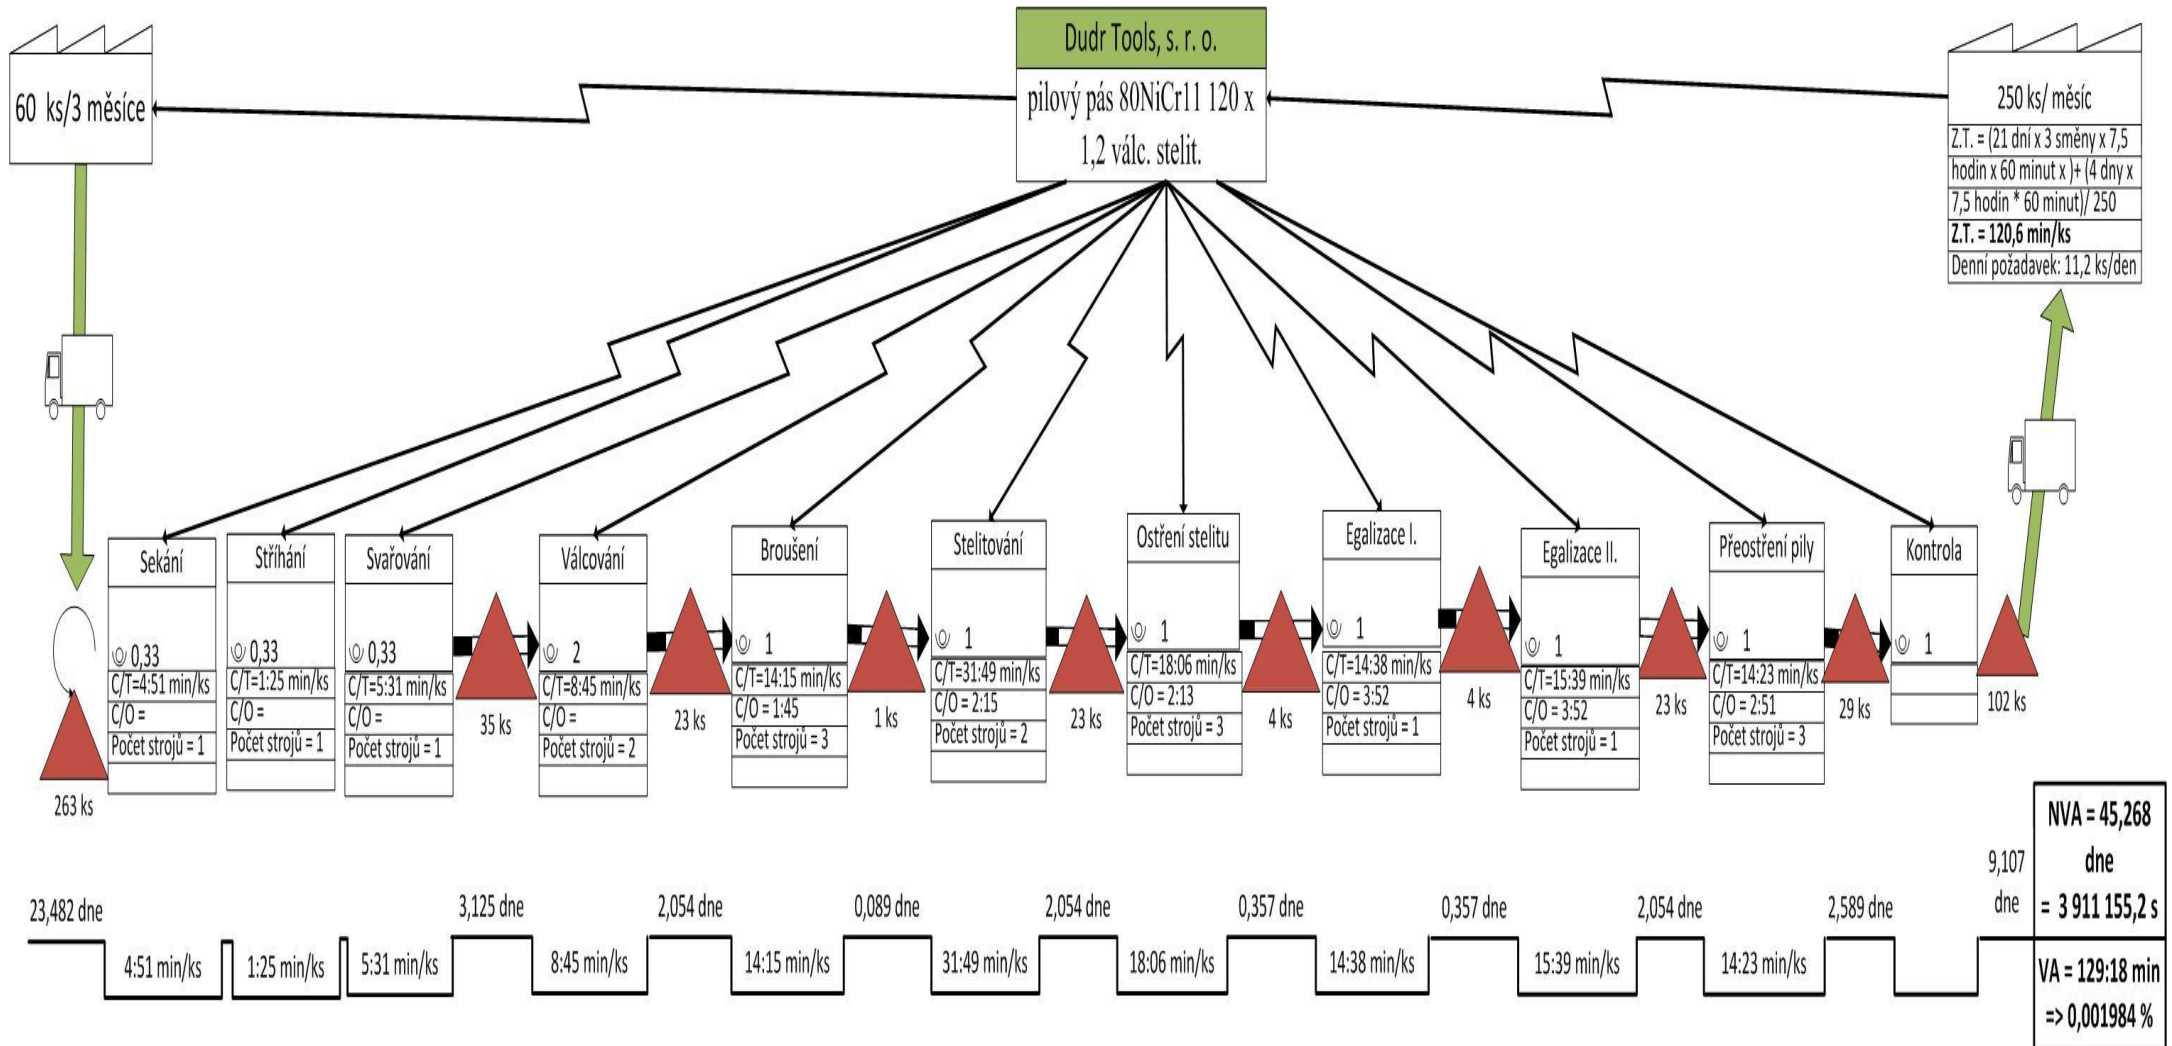 Dudr Tools, s. r. o.
pilový pás 80NiCr11 120 x
1,2 válc. stelit.
60 ks/3 měsíce
250 ks/ měsíc
Z.T. = (21 dní x 3 směny x 7,5
hodin x 60 minut x )+ (4 dny x
7,5 hodin * 60 minut)/ 250
Z.T. = 120,6 min/ks
Denní požadavek: 11,2 ks/den
263 ks
Sekání
0,33
C/T=4:51 min/ks
C/O =
Počet strojů = 1
Stříhání
0,33
C/T=1:25 min/ks
C/O =
Počet strojů = 1
Svařování
0,33
C/T=5:31 min/ks
C/O =
Počet strojů = 1
35 ks
Válcování
2
C/T=8:45 min/ks
C/O =
Počet strojů = 2
23 ks
Broušení
1
C/T=14:15 min/ks
C/O = 1:45
Počet strojů = 3
1 ks
Stelitování
1
C/T=31:49 min/ks
C/O = 2:15
Počet strojů = 2
23 ks
Ostření stelitu
1
C/T=18:06 min/ks
C/O = 2:13
Počet strojů = 3
4 ks
Egalizace I.
1
C/T=14:38 min/ks
C/O = 3:52
Počet strojů = 1
4 ks
Egalizace II.
1
C/T=15:39 min/ks
C/O = 3:52
Počet strojů = 1
23 ks
Přeostření pily
1
C/T=14:23 min/ks
C/O = 2:51
Počet strojů = 3
29 ks
Kontrola
1
102 ks
23,482 dne
4:51 min/ks
1:25 min/ks
5:31 min/ks
3,125 dne
8:45 min/ks
2,054 dne
14:15 min/ks
0,089 dne
31:49 min/ks
2,054 dne
18:06 min/ks
0,357 dne
14:38 min/ks
0,357 dne
15:39 min/ks
2,054 dne
14:23 min/ks
2,589 dne
9,107
dne
NVA = 45,268
dne
= 3 911 155,2 s
VA = 129:18 min
=> 0,001984 %